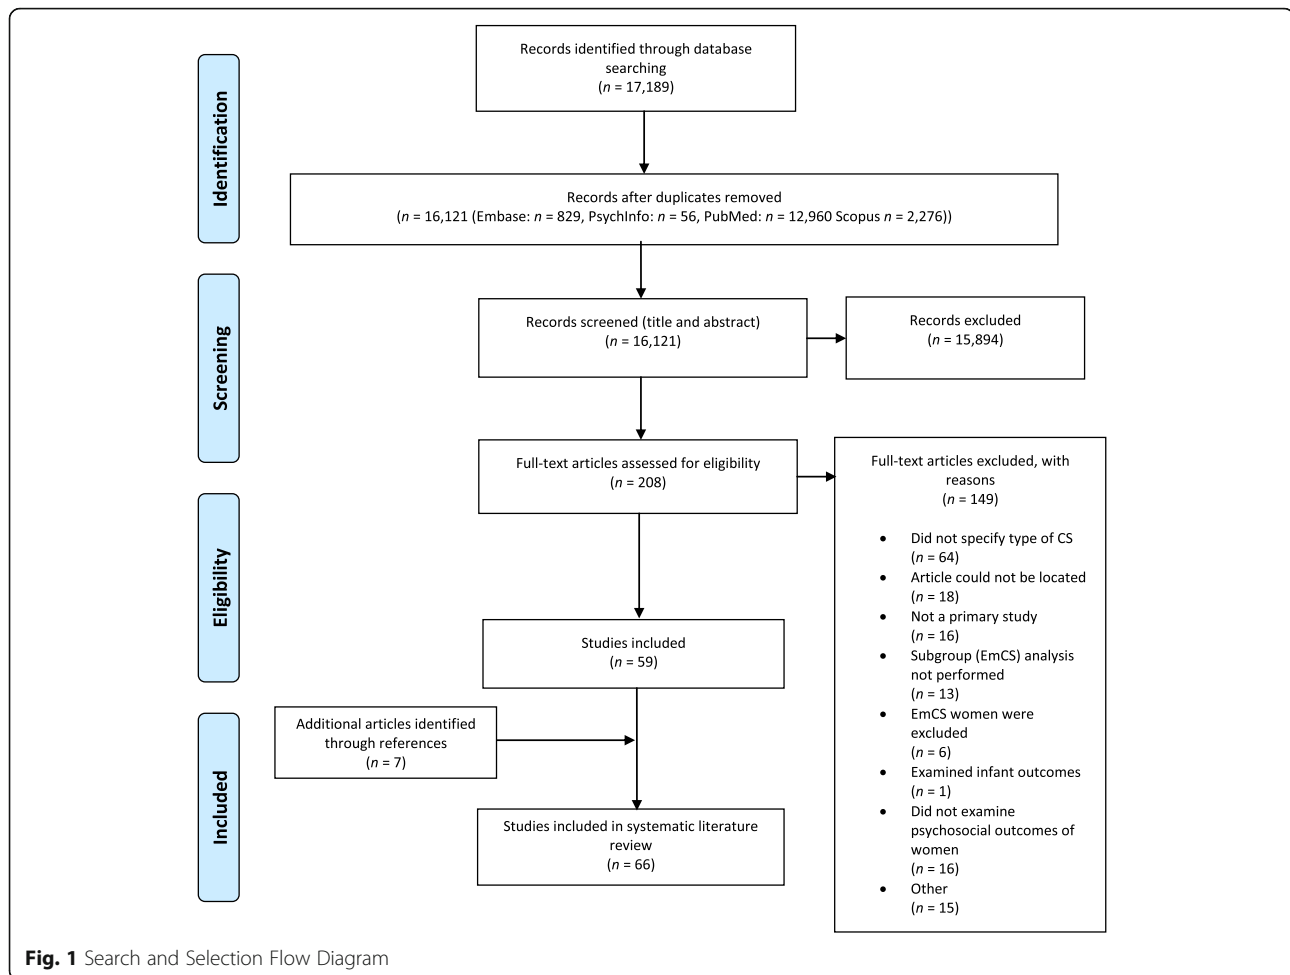 Identification
Records identified through database
searching
(n = 17,189)
Records after duplicates removed
(n = 16,121 (Embase: n = 829, PsychInfo: n = 56, PubMed: n = 12,960 Scopus n = 2,276))
Screening
Records screened (title and abstract)
(n = 16,121)
Records excluded
(n = 15,894)
Eligibility
Full-text articles assessed for eligibility
(n = 208)
Full-text articles excluded, with
reasons
(n = 149)
• Did not specify type of CS
(n = 64)
• Article could not be located
(n = 18)
• Not a primary study
(n = 16)
• Subgroup (EmCS) analysis
not performed
(n = 13)
• EmCS women were
excluded
(n = 6)
• Examined infant outcomes
(n = 1)
• Did not examine
psychosocial outcomes of
women
(n = 16)
• Other
(n = 15)
Studies included
(n = 59)
Included
Additional articles identified
through references
(n = 7)
Studies included in systematic literature
review
(n = 66)
Fig. 1 Search and Selection Flow Diagram